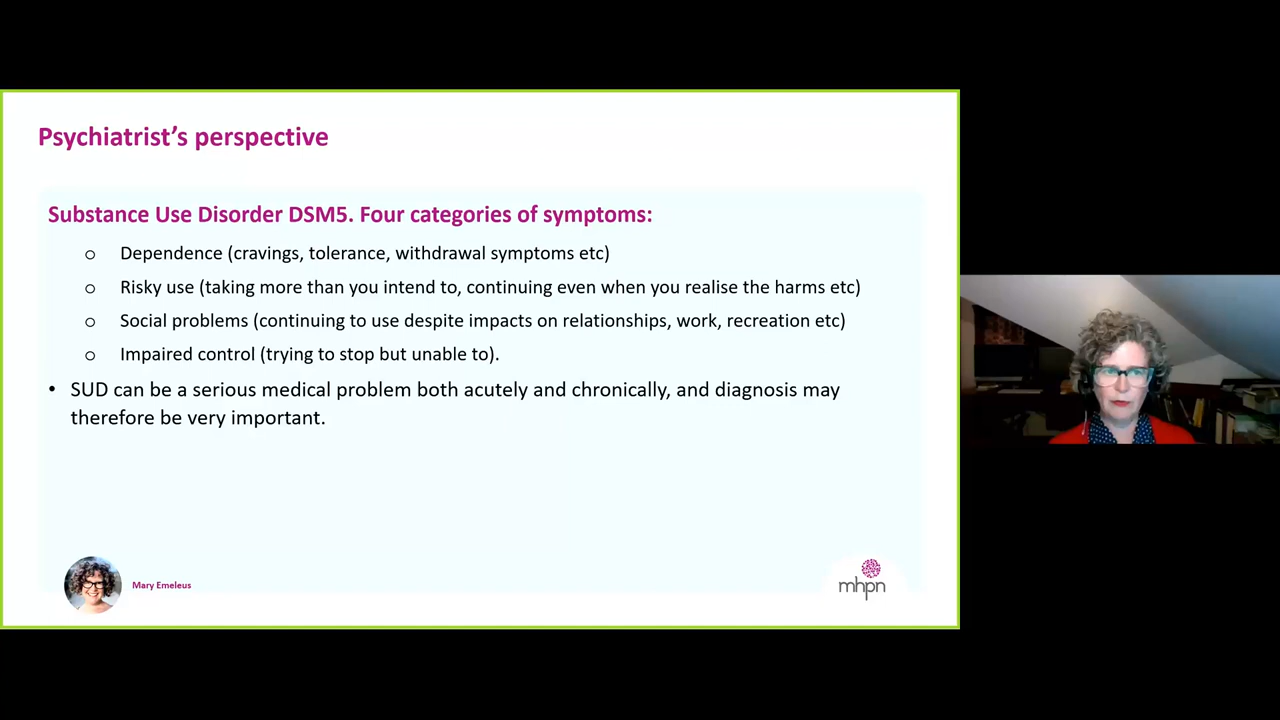 Psychiatrist’s perspective
Substance Use Disorder DSM5. Four categories of symptoms:
o Dependence (cravings, tolerance, withdrawal symptoms etc)
o Risky use (taking more than you intend to, continuing even when you realise the harms etc)
o Social problems (continuing to use despite impacts on relationships, work, recreation etc)
o Impaired control (trying to stop but unable to).
• SUD can be a serious medical problem both acutely and chronically, and diagnosis may
therefore be very important.
Mary Emeleus
mhpn